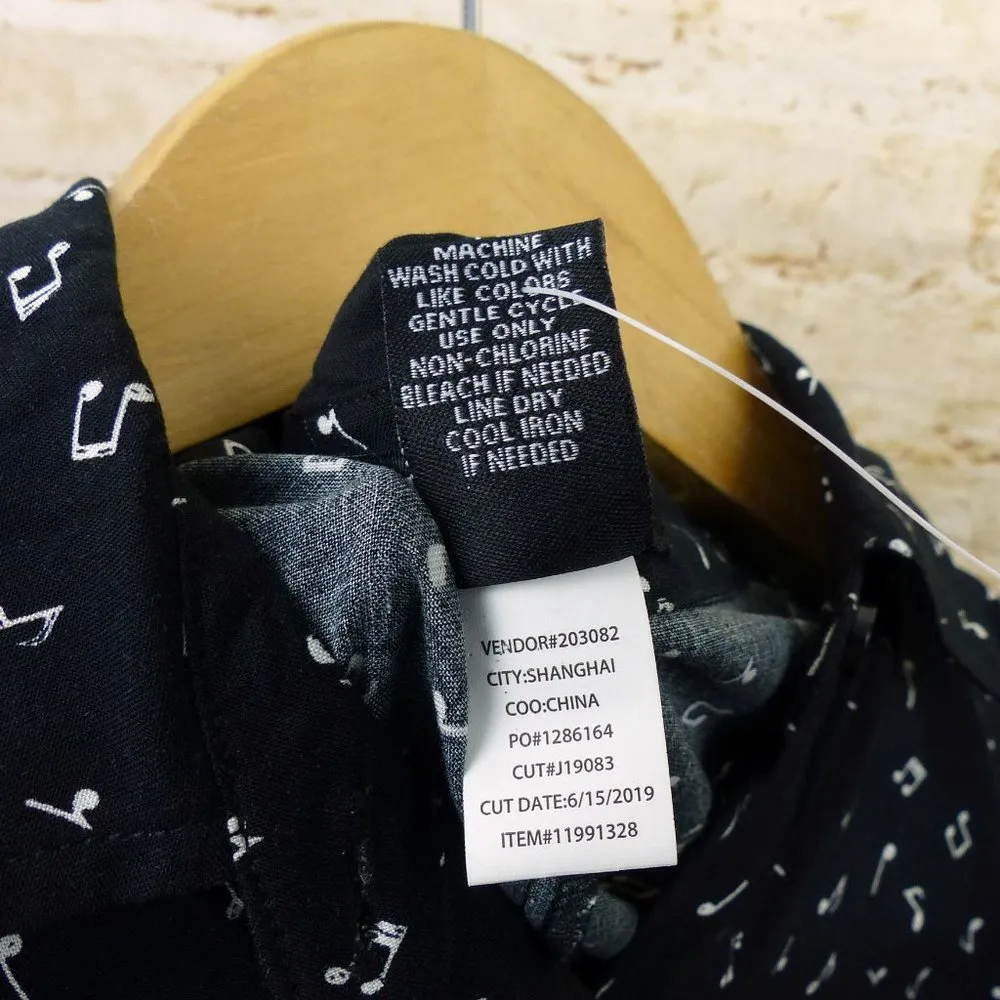 MACHINE
WASH COLD WITH
LIKE COLORS
GENTLE CYCLE
USE ONLY
NON-CHLORINE
BLEACH IF NEEDED
LINE DRY
COOL IRON
IF NEEDED
VENDOR#203082
CITY:SHANGHAI
COO:CHINA
PO#1286164
CUT#J19083
CUT DATE:6/15/2019
ITEM#11991328